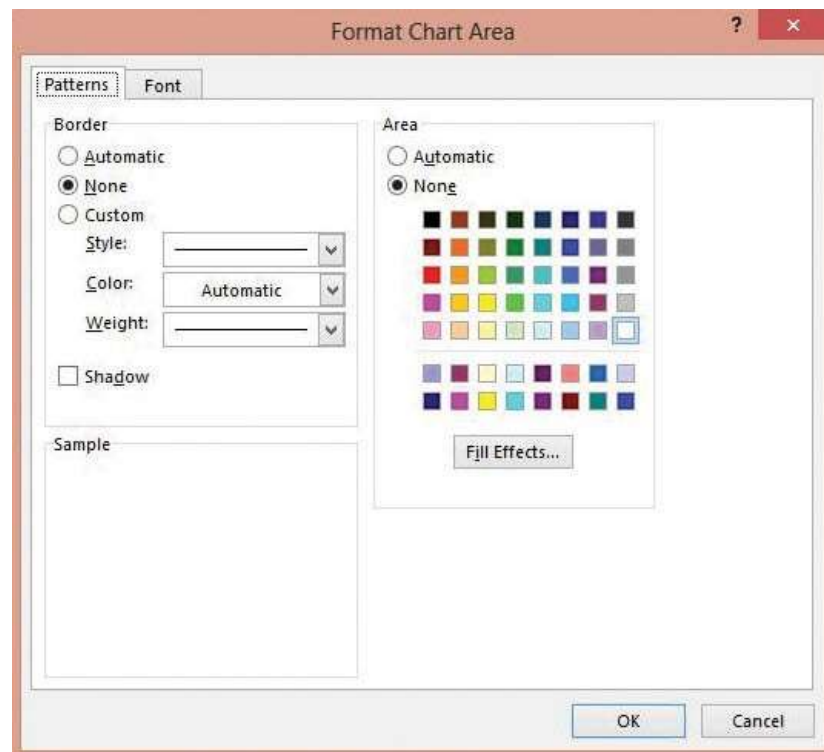 Format Chart Area
?
Patterns
Font
Border
Automatic
None
Custom
Style:
Color:
Automatic
Weight:
Shadow
Sample
Area
Automatic
None
Fill Effects...
OK
Cancel